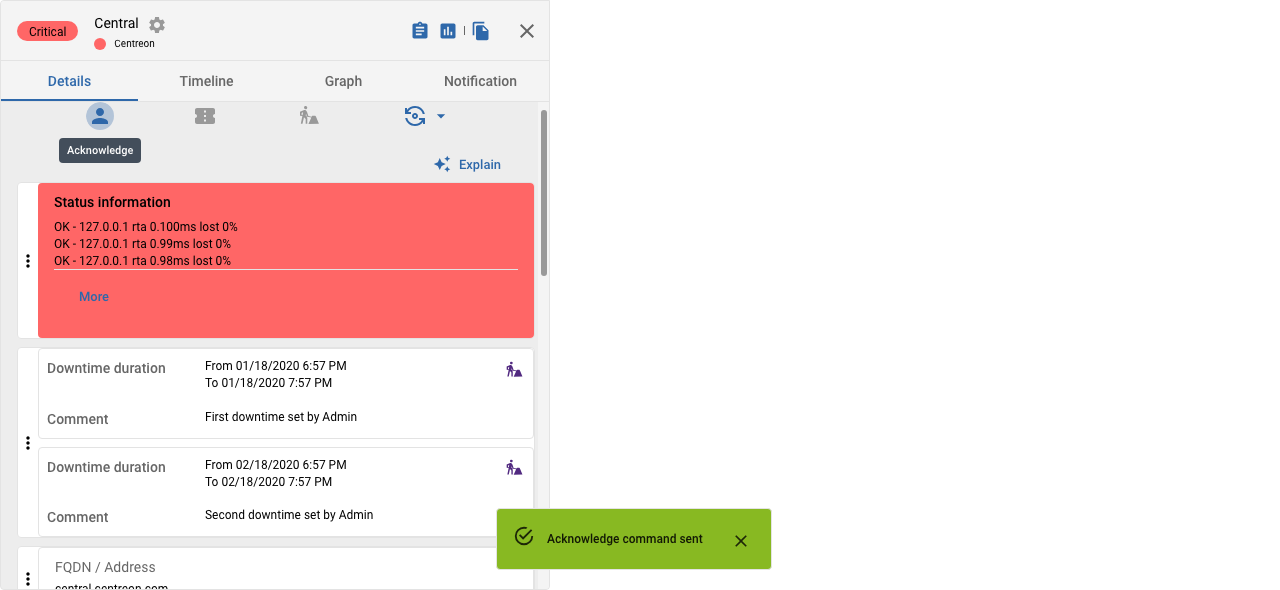 Critical
Central
Centreon
Details
Timeline
Graph
Notification
Acknowledge
Explain
Status information
OK - 127.0.0.1 rta 0.100ms lost 0%
OK - 127.0.0.1 rta 0.99ms lost 0%
OK - 127.0.0.1 rta 0.98ms lost 0%
More
Downtime duration
From 01/18/2020 6:57 PM
To 01/18/2020 7:57 PM
Comment
First downtime set by Admin
Downtime duration
From 02/18/2020 6:57 PM
To 02/18/2020 7:57 PM
Comment
Second downtime set by Admin
Acknowledge command sent
FQDN / Address
central.centreon.com